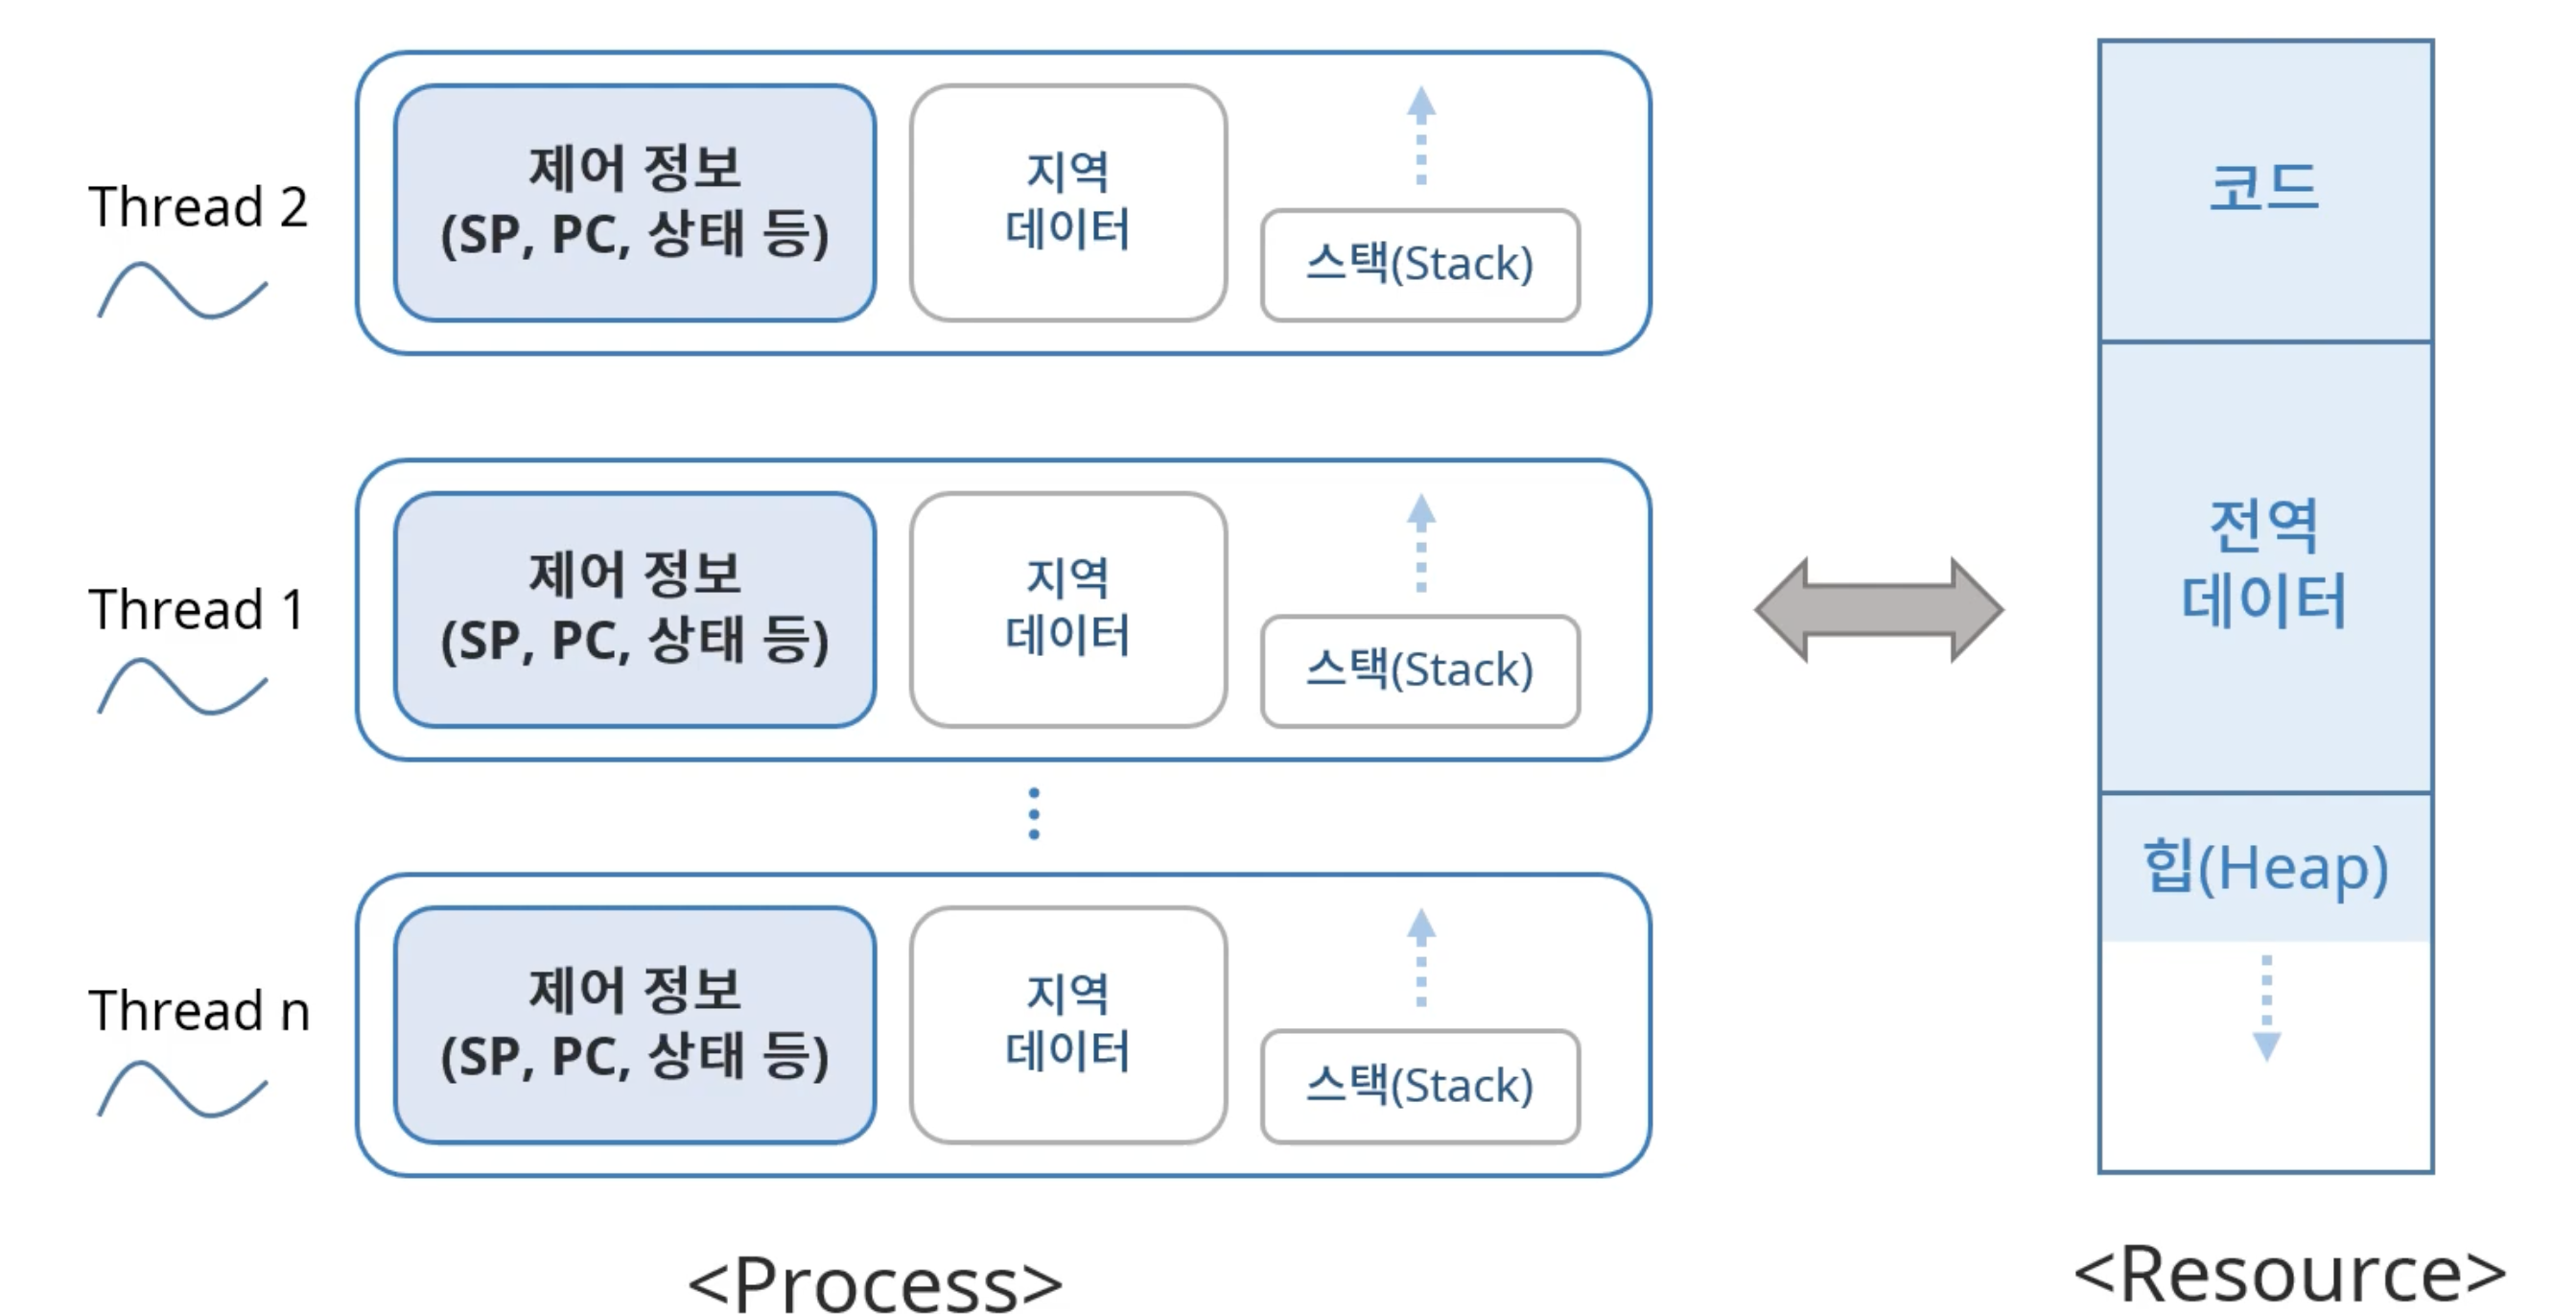 Thread 2
제어 정보
(SP, PC, 상태 등)
지역
데이터
스택(Stack)
Thread 1
제어 정보
(SP, PC, 상태 등)
지역
데이터
스택(Stack)
Thread n
제어 정보
(SP, PC, 상태 등)
지역
데이터
스택(Stack)
<Process>
코드
전역
데이터
힙(Heap)
<Resource>